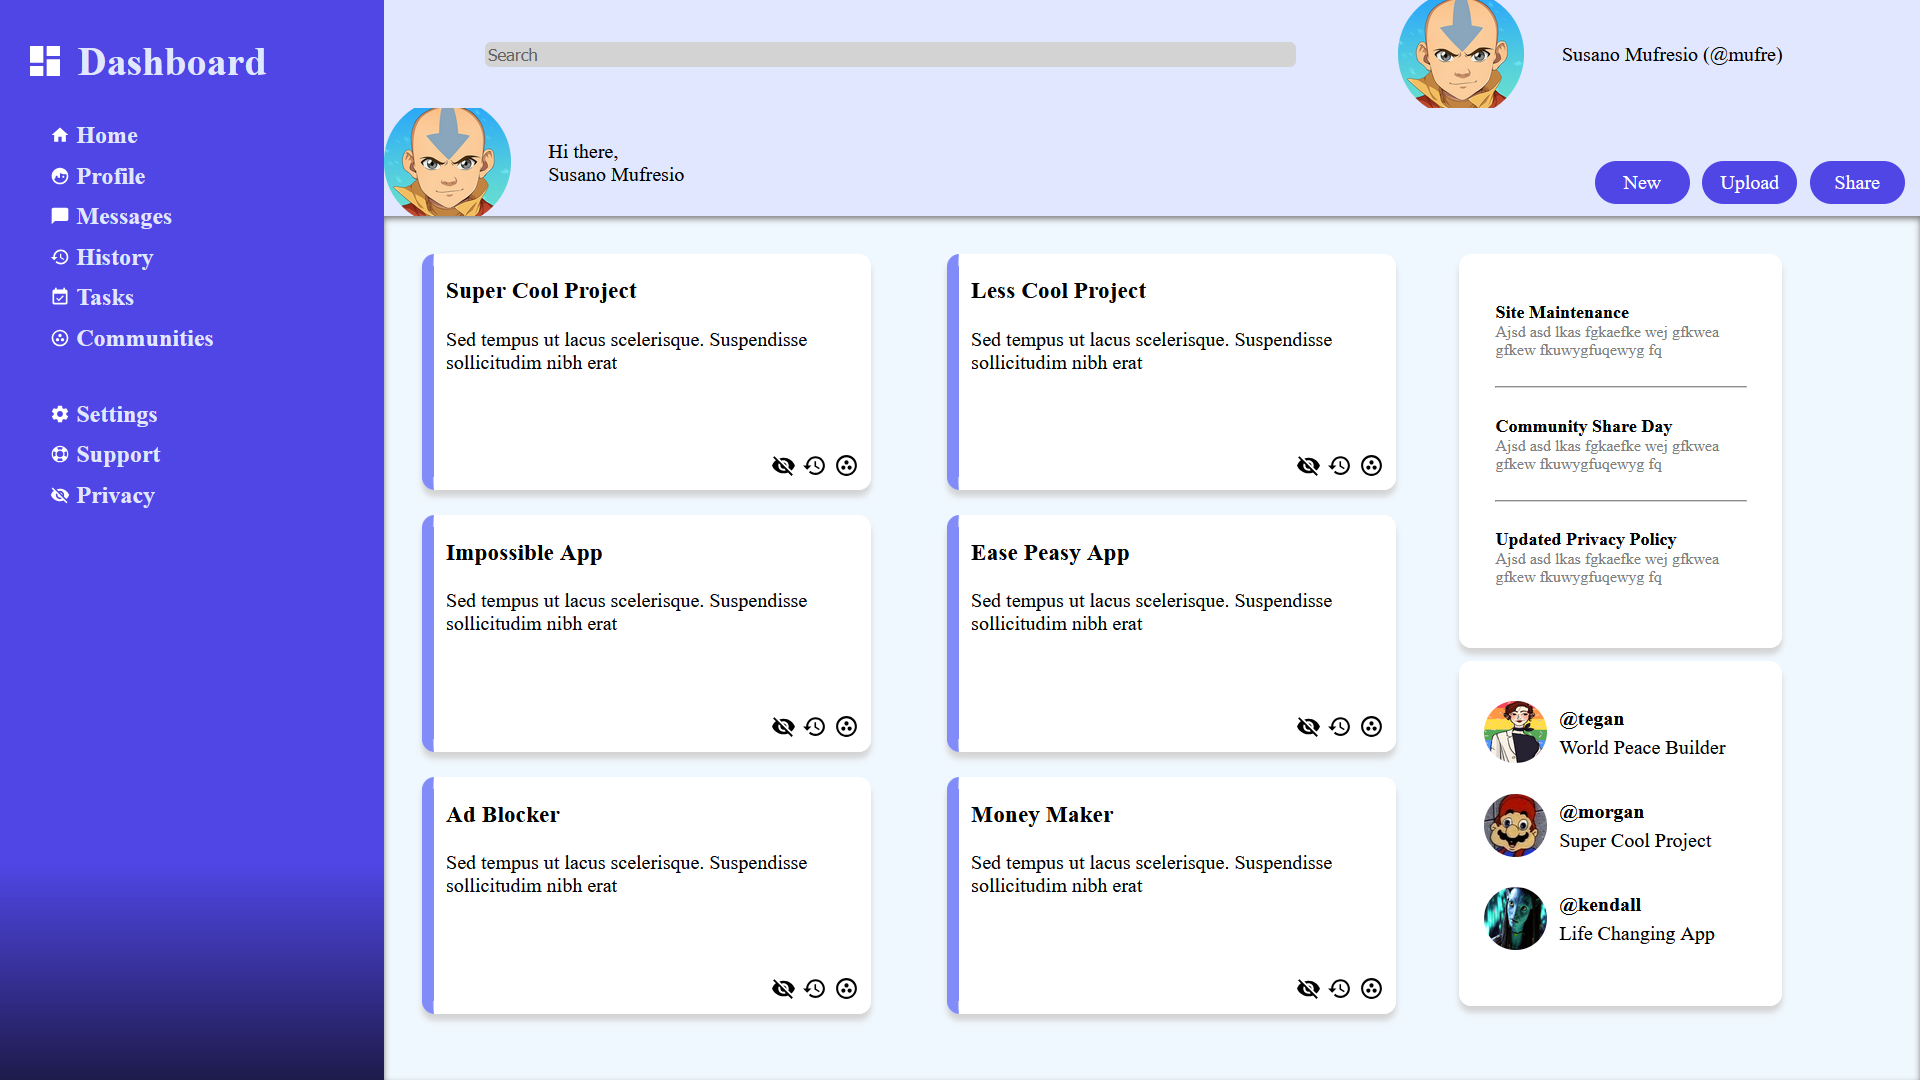 Dashboard
Home
Profile
Messages
History
Tasks
Communities
Settings
Support
Privacy
Search
Susano Mufresio (@mufre)
Hi there,
Susano Mufresio
New
Upload
Share
Super Cool Project
Sed tempus ut lacus scelerisque. Suspendisse
sollicitudim nibh erat
Less Cool Project
Sed tempus ut lacus scelerisque. Suspendisse
sollicitudim nibh erat
Impossible App
Sed tempus ut lacus scelerisque. Suspendisse
sollicitudim nibh erat
Ease Peasy App
Sed tempus ut lacus scelerisque. Suspendisse
sollicitudim nibh erat
Ad Blocker
Sed tempus ut lacus scelerisque. Suspendisse
sollicitudim nibh erat
Money Maker
Sed tempus ut lacus scelerisque. Suspendisse
sollicitudim nibh erat
Site Maintenance
Ajsd asd lkas fgkaefke wej gfkwea
gfkew fkuwygfuqewyg fq
Community Share Day
Ajsd asd lkas fgkaefke wej gfkwea
gfkew fkuwygfuqewyg fq
Updated Privacy Policy
Ajsd asd lkas fgkaefke wej gfkwea
gfkew fkuwygfuqewyg fq
@tegan
World Peace Builder
@morgan
Super Cool Project
@kendall
Life Changing App